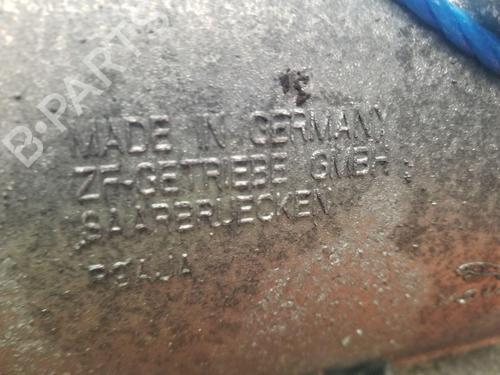 B-PARTS
MADE IN GERMANY
ZF-GETRIEBE GMBH
SAARBRUECKEN